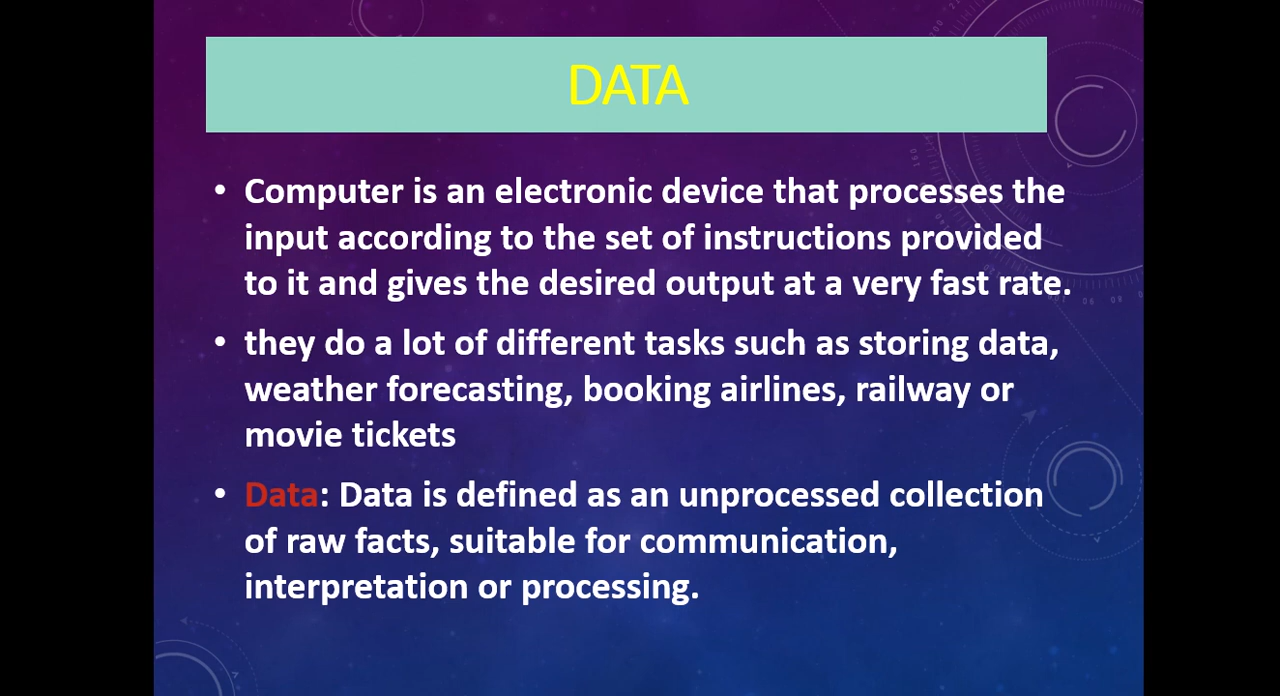 DATA
• Computer is an electronic device that processes the
input according to the set of instructions provided
to it and gives the desired output at a very fast rate.
• they do a lot of different tasks such as storing data,
weather forecasting, booking airlines, railway or
movie tickets
• Data: Data is defined as an unprocessed collection
of raw facts, suitable for communication,
interpretation or processing.